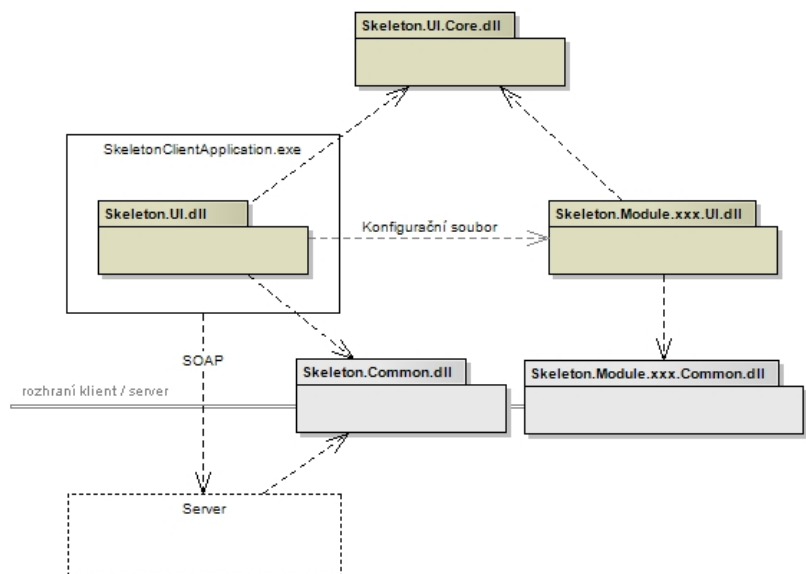 Skeleton.UI.Core.dll
SkeletonClientApplication.exe
Skeleton.UI.dll
Konfigurační soubor
Skeleton.Module.xxx.UI.dll
SOAP
Skeleton.Common.dll
Skeleton.Module.xxx.Common.dll
rozhraní klient / server
Server